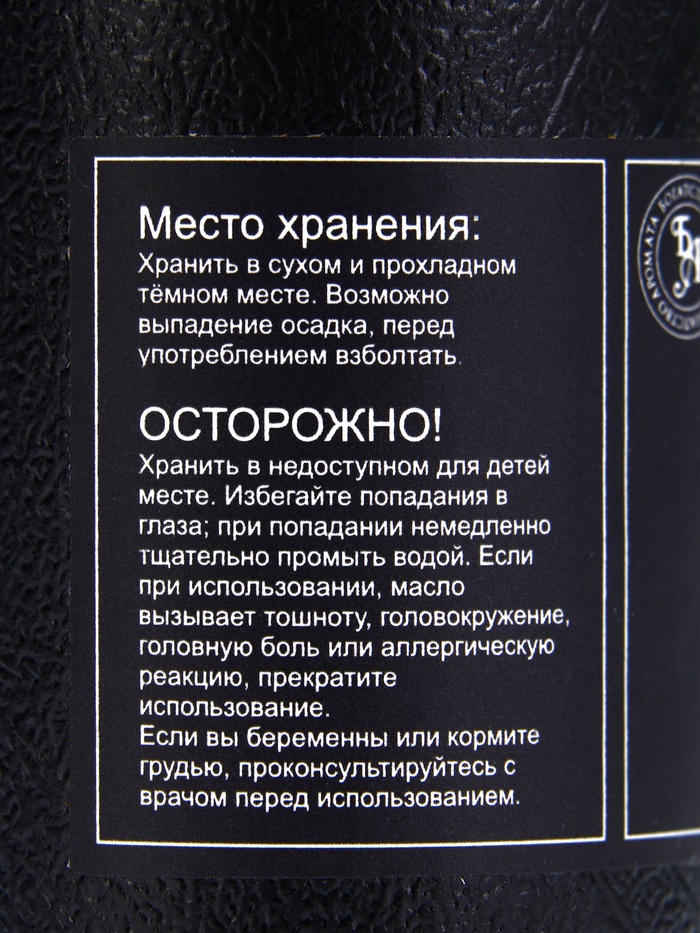 Место хранения:
Хранить в сухом и прохладном
тёмном месте. Возможно
выпадение осадка, перед
употреблением взболтать.
ОСТОРОЖНО!
Хранить в недоступном для детей
месте. Избегайте попадания в
глаза; при попадании немедленно
тщательно промыть водой. Если
при использовании, масло
вызывает тошноту, головокружение,
головную боль или аллергическую
реакцию, прекратите
использование.
Если вы беременны или кормите
грудью, проконсультируйтесь с
врачом перед использованием.
АРОМАТА